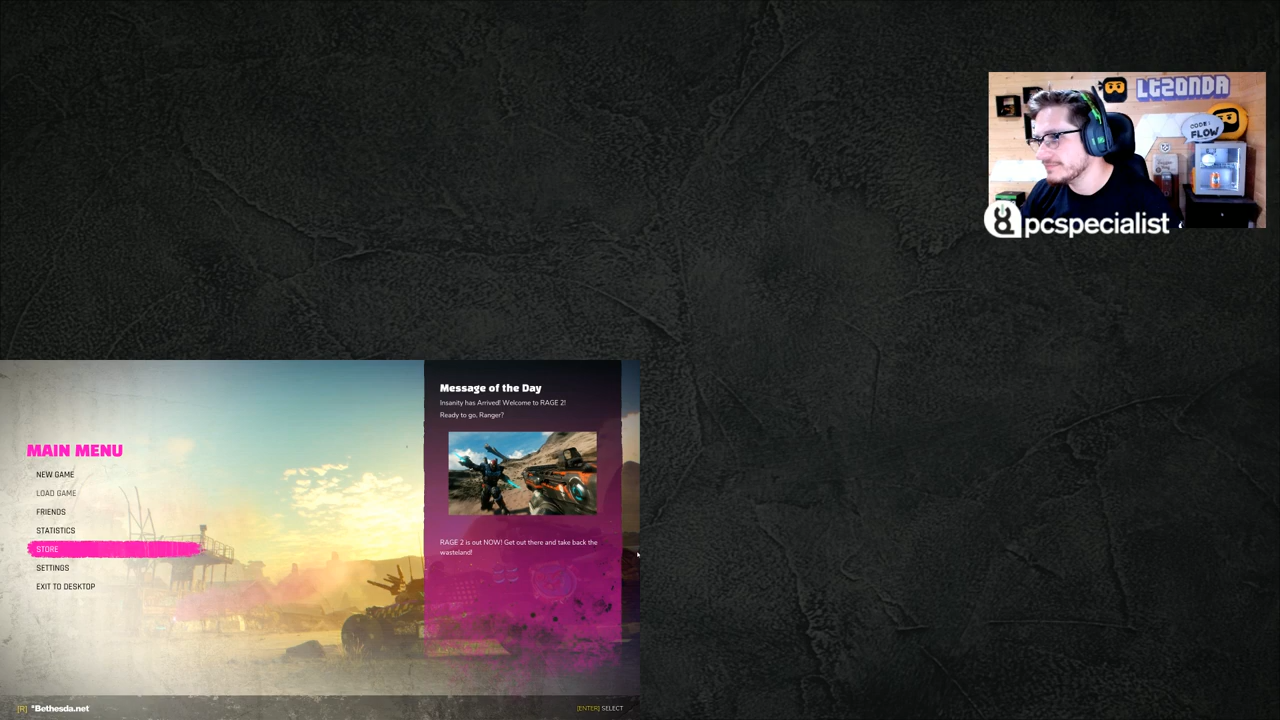 LTZONDA
CODE:
FLOW
pcspecialist
Message of the Day
Insanity has Arrived! Welcome to RAGE 2!
Ready to go, Ranger?
MAIN MENU
NEW GAME
LOAD GAME
FRIENDS
STATISTICS
STORE
SETTINGS
EXIT TO DESKTOP
RAGE 2 is out NOW! Get out there and take back the
wasteland!
[R] *Bethesda.net
[ENTER] SELECT